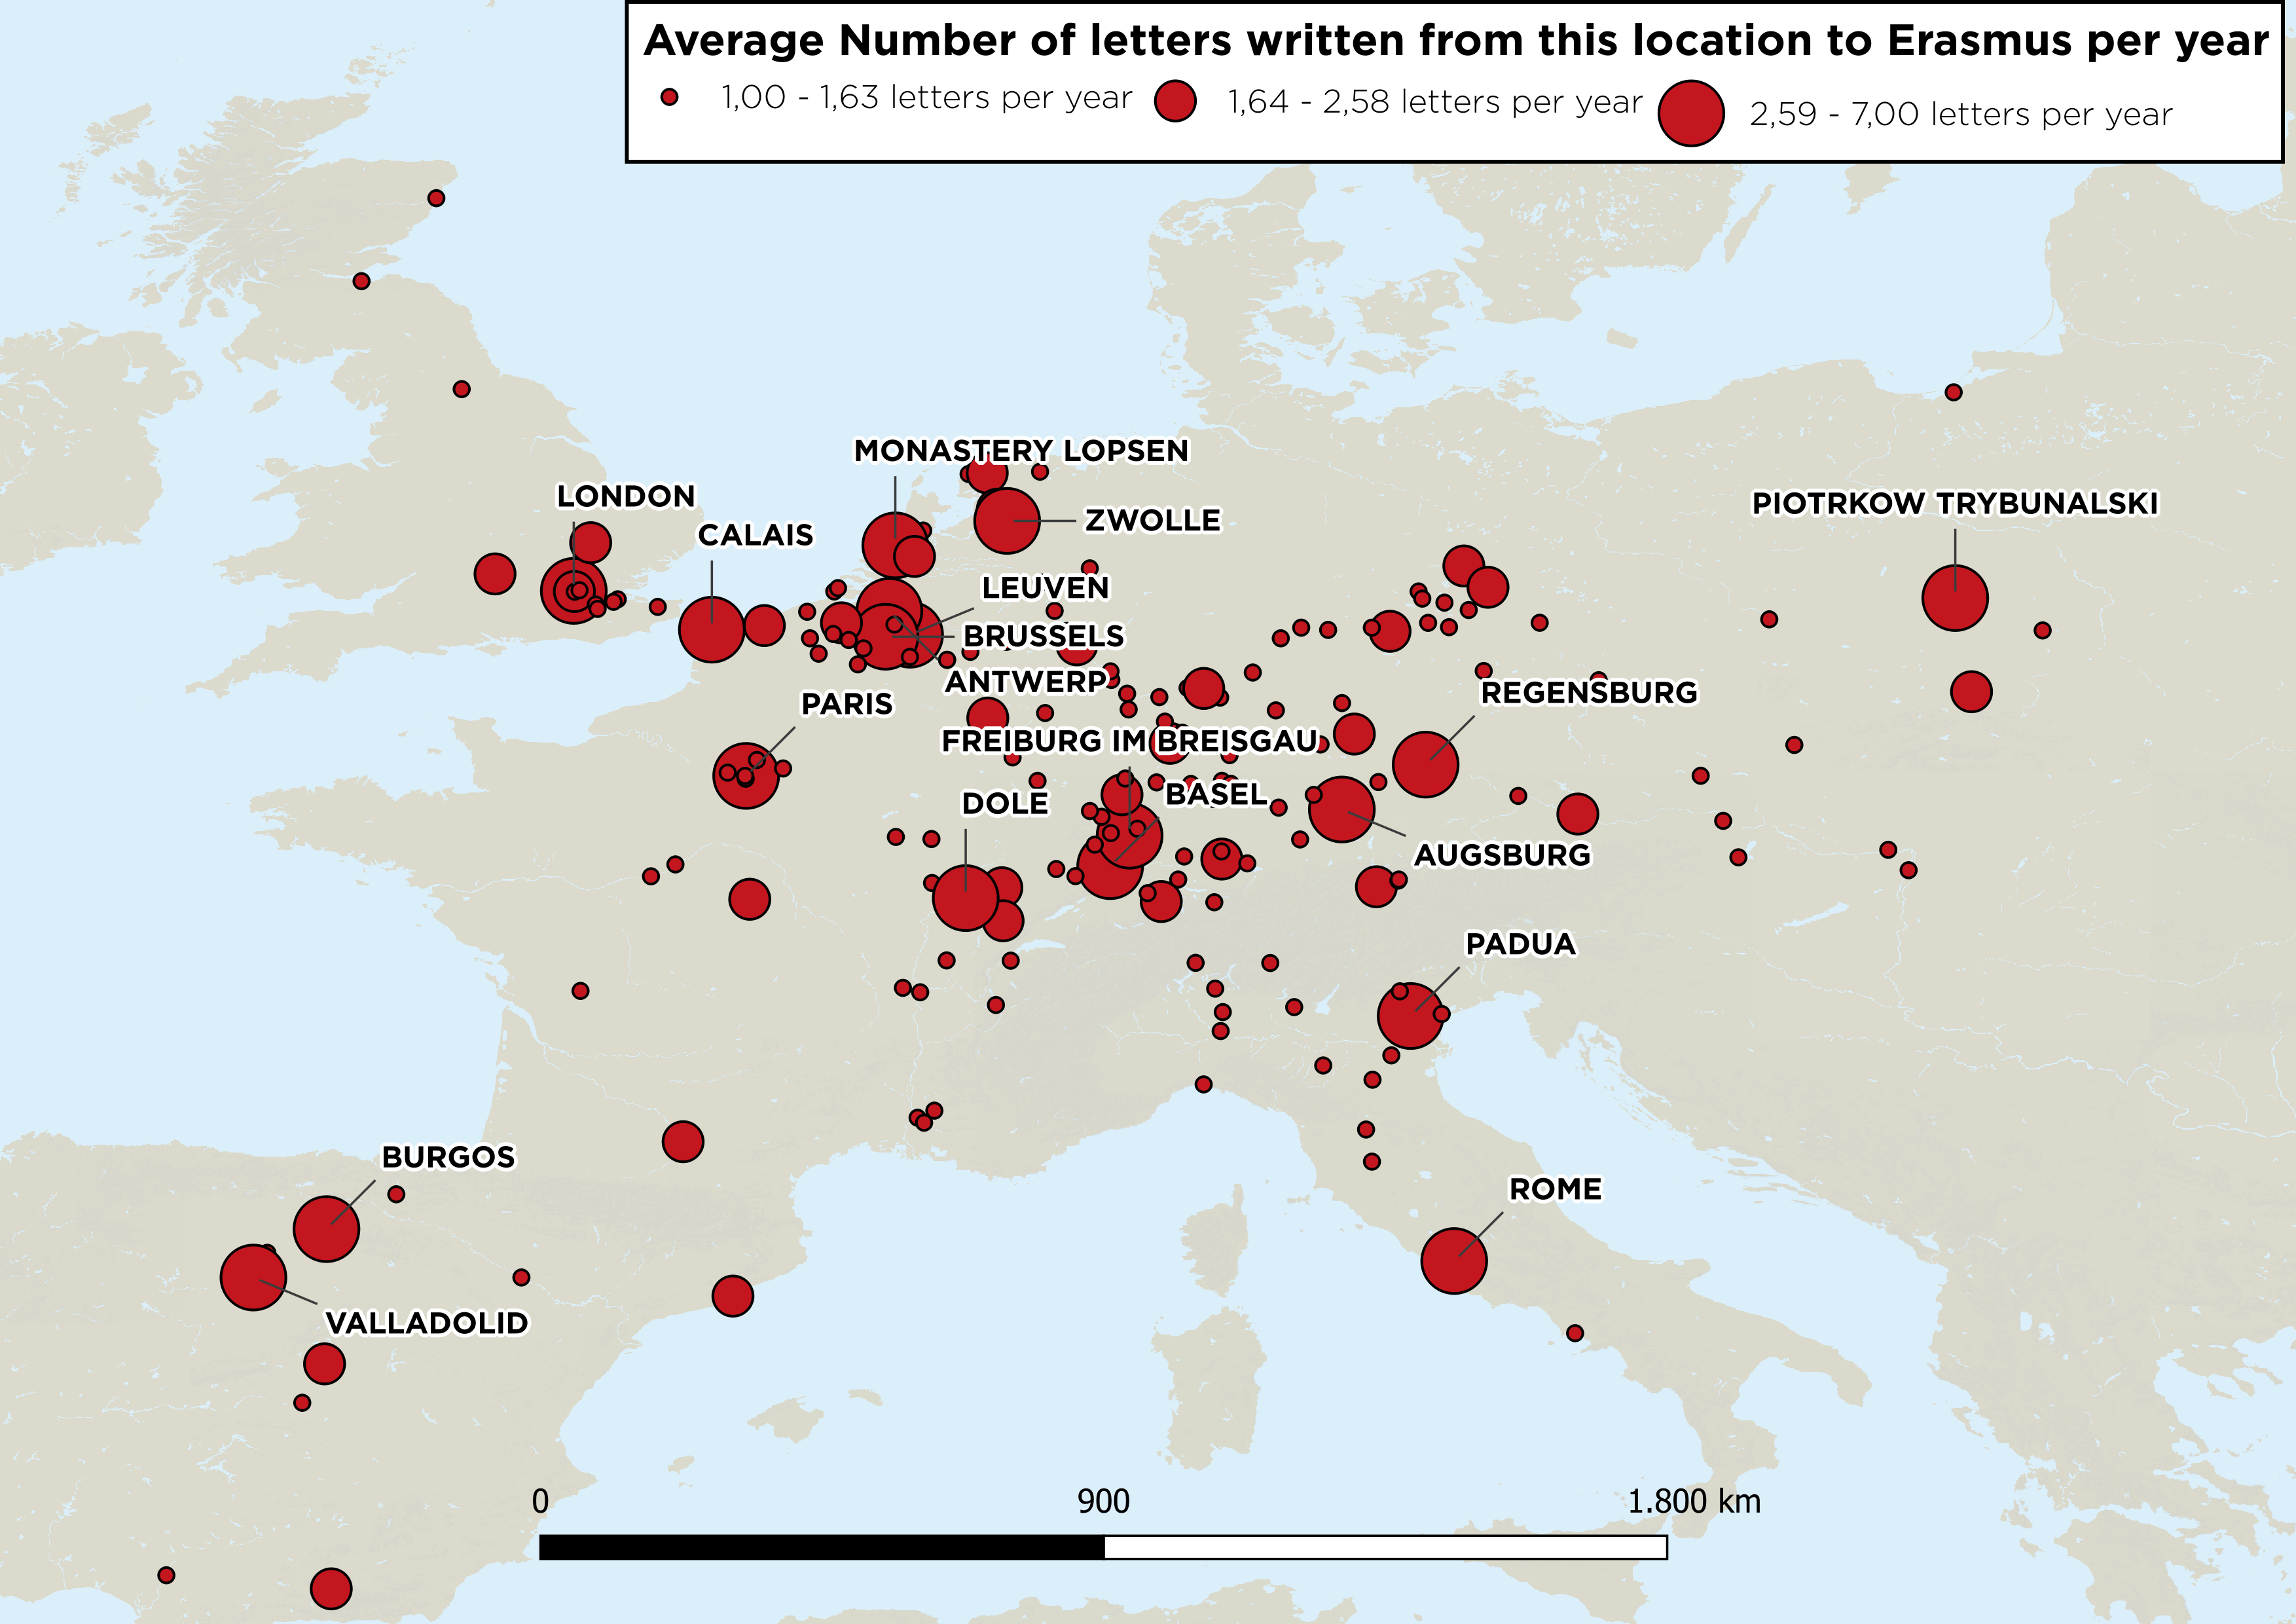 Average Number of letters written from this location to Erasmus per year
1,00 - 1,63 letters per year
1,64 - 2,58 letters per year
2,59 - 7,00 letters per year
MONASTERY LOPSEN
LONDON
PIOTRKOW TRYBUNALSKI
ZWOLLE
CALAIS
LEUVEN
BRUSSELS
ANTWERP
REGENSBURG
PARIS
FREIBURG IM BREISGAU
BASEL
DOLE
AUGSBURG
PADUA
BURGOS
ROME
VALLADOLID
0
900
1.800 km